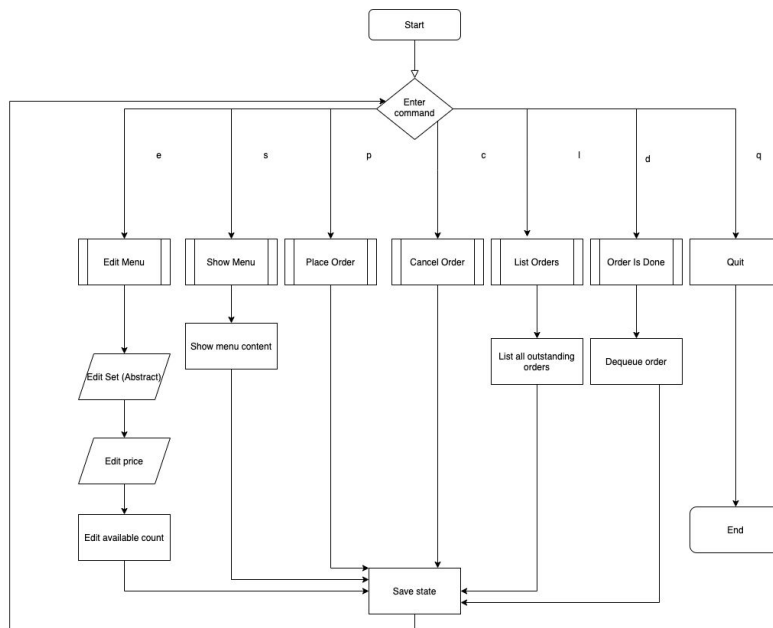 Start
Enter
command
e
s
p
c
l
d
q
Edit Menu
Show Menu
Place Order
Cancel Order
List Orders
Order Is Done
Quit
Show menu content
List all outstanding
orders
Dequeue order
Edit Set (Abstract)
Edit price
Edit available count
End
Save state